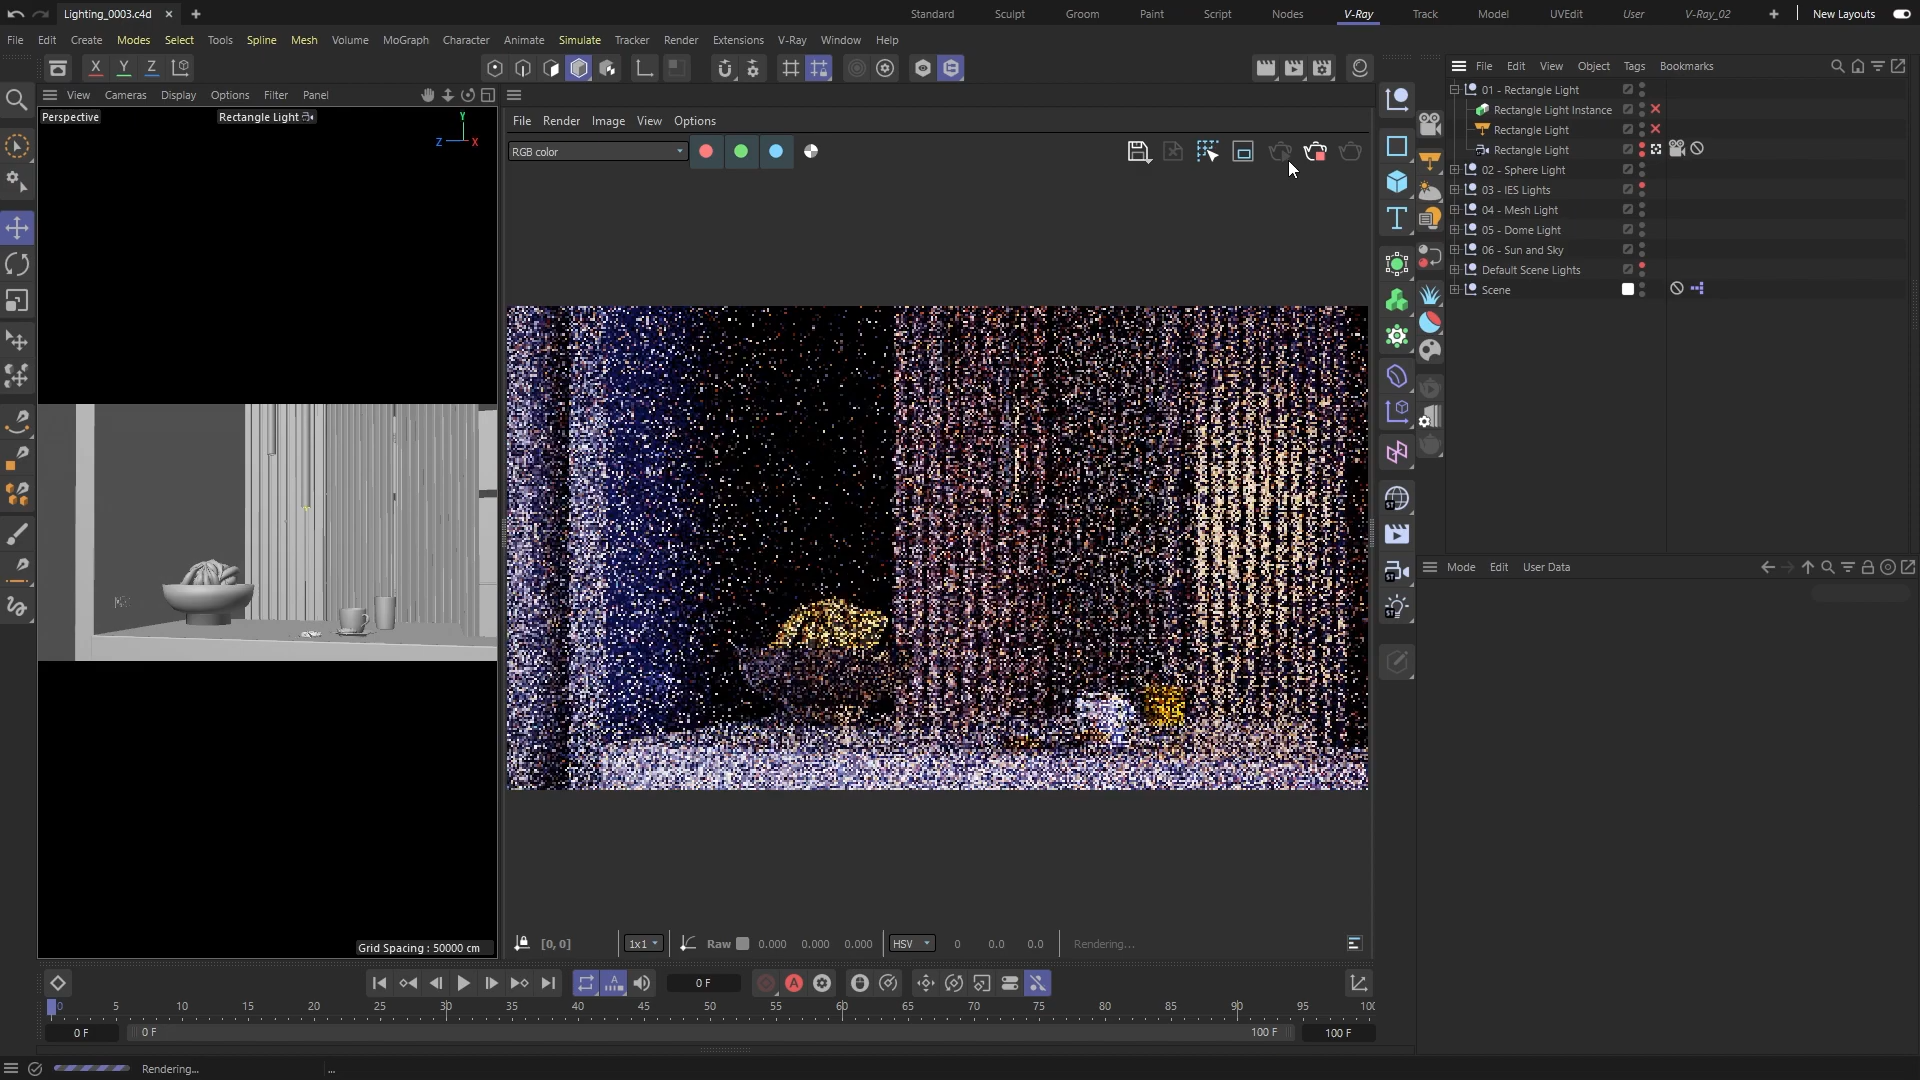 Lighting_0003.c4d
Standard Sculpt Groom Paint Script Nodes V-Ray Track Model UVEdit User V-Ray_02 New Layouts
File Edit Create Modes Select Tools Spline Mesh Volume MoGraph Character Animate Simulate Tracker Render Extensions V-Ray Window Help
X Y Z
File Edit View Object Tags Bookmarks
View Cameras Display Options Filter Panel
Perspective
Rectangle Light
Y
Z X
File Render Image View Options
RGB color
01 - Rectangle Light
Rectangle Light Instance
Rectangle Light
Rectangle Light
02 - Sphere Light
03 - IES Lights
04 - Mesh Light
05 - Dome Light
06 - Sun and Sky
Default Scene Lights
Scene
ST
ST
ST
Mode Edit User Data
Grid Spacing : 50000 cm
[0, 0] 1x1 Raw 0.000 0.000 0.000 HSV 0 0.0 0.0 Rendering...
0 F
0 5 10 15 20 25 30 35 40 45 50 55 60 65 70 75 80 85 90 95 100
0 F 0 F 100 F 100 F
Rendering... ...